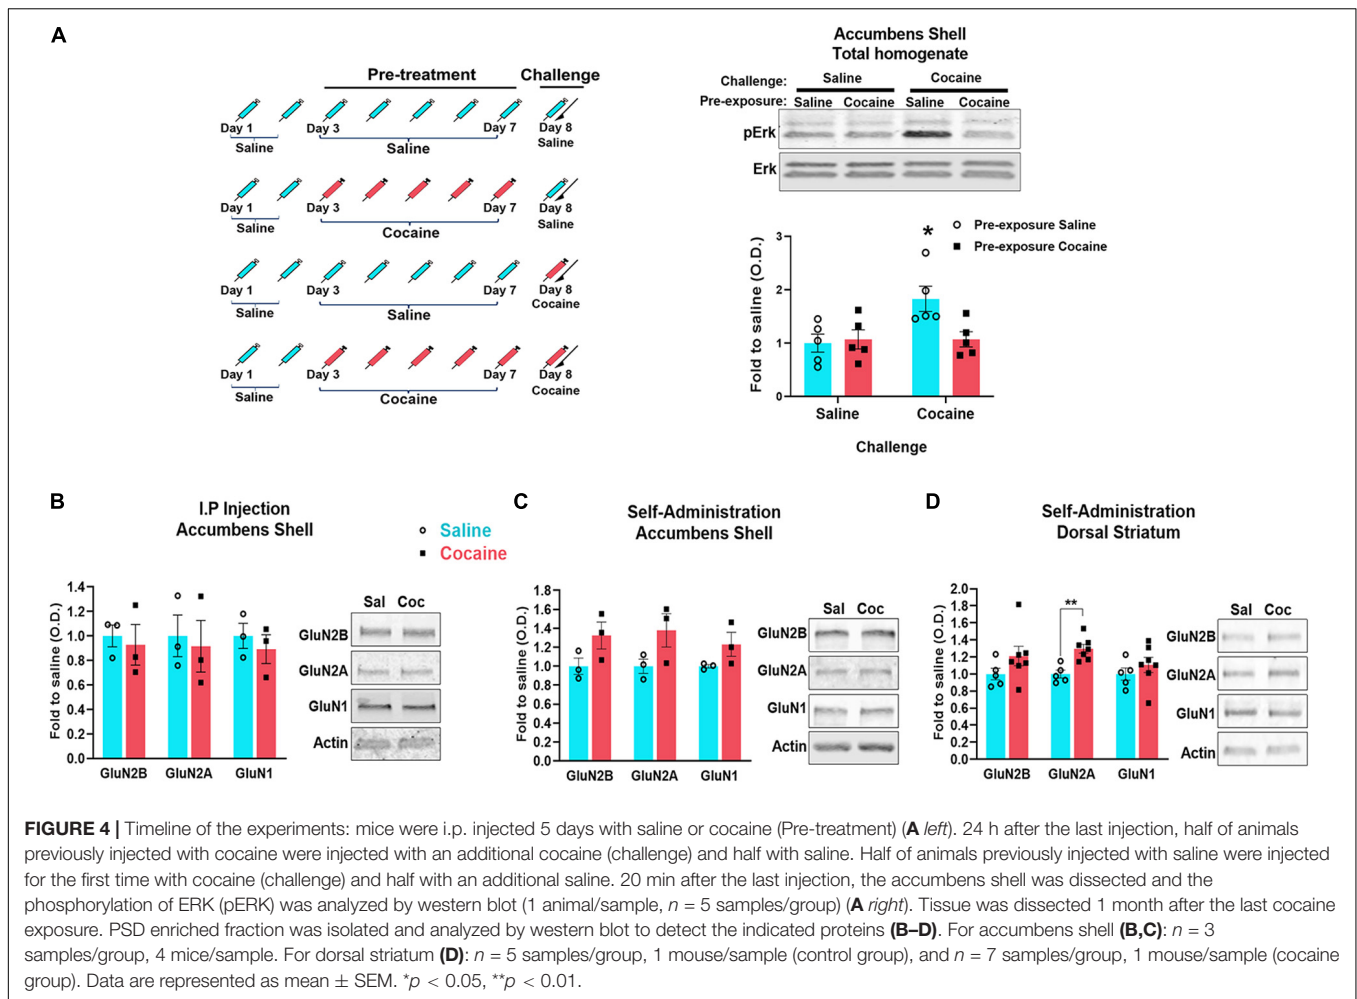 A
Pre-treatment
Challenge
Day 1
Day 3
Day 7
Day 8
Saline
Saline
Saline
Day 1
Day 3
Day 7
Day 8
Saline
Cocaine
Saline
Day 1
Day 3
Day 7
Day 8
Saline
Saline
Cocaine
Day 1
Day 3
Day 7
Day 8
Saline
Cocaine
Cocaine
Accumbens Shell
Total homogenate
Challenge: Saline Cocaine
Pre-exposure: Saline Cocaine Saline Cocaine
pErk
Erk
Pre-exposure Saline
Pre-exposure Cocaine
Fold to saline (O.D.)
3
2
1
0
*
Saline
Cocaine
Challenge
B
I.P Injection
Accumbens Shell
Saline
Cocaine
Fold to saline (O.D.)
1.4
1.2
1.0
0.8
0.6
0.4
0.2
0.0
GluN2B GluN2A GluN1
Sal Coc
GluN2B
GluN2A
GluN1
Actin
C
Self-Administration
Accumbens Shell
Fold to saline (O.D.)
1.8
1.6
1.4
1.2
1.0
0.8
0.6
0.4
0.2
0.0
GluN2B GluN2A GluN1
Sal Coc
GluN2B
GluN2A
GluN1
Actin
D
Self-Administration
Dorsal Striatum
Fold to saline (O.D.)
2.0
1.8
1.6
1.4
1.2
1.0
0.8
0.6
0.4
0.2
0.0
**
GluN2B GluN2A GluN1
Sal Coc
GluN2B
GluN2A
GluN1
Actin
FIGURE 4 | Timeline of the experiments: mice were i.p. injected 5 days with saline or cocaine (Pre-treatment) (A left). 24 h after the last injection, half of animals
previously injected with cocaine were injected with an additional cocaine (challenge) and half with saline. Half of animals previously injected with saline were injected
for the first time with cocaine (challenge) and half with an additional saline. 20 min after the last injection, the accumbens shell was dissected and the
phosphorylation of ERK (pERK) was analyzed by western blot (1 animal/sample, n = 5 samples/group) (A right). Tissue was dissected 1 month after the last cocaine
exposure. PSD enriched fraction was isolated and analyzed by western blot to detect the indicated proteins (B–D). For accumbens shell (B,C): n = 3
samples/group, 4 mice/sample. For dorsal striatum (D): n = 5 samples/group, 1 mouse/sample (control group), and n = 7 samples/group, 1 mouse/sample (cocaine
group). Data are represented as mean ± SEM. *p < 0.05, **p < 0.01.